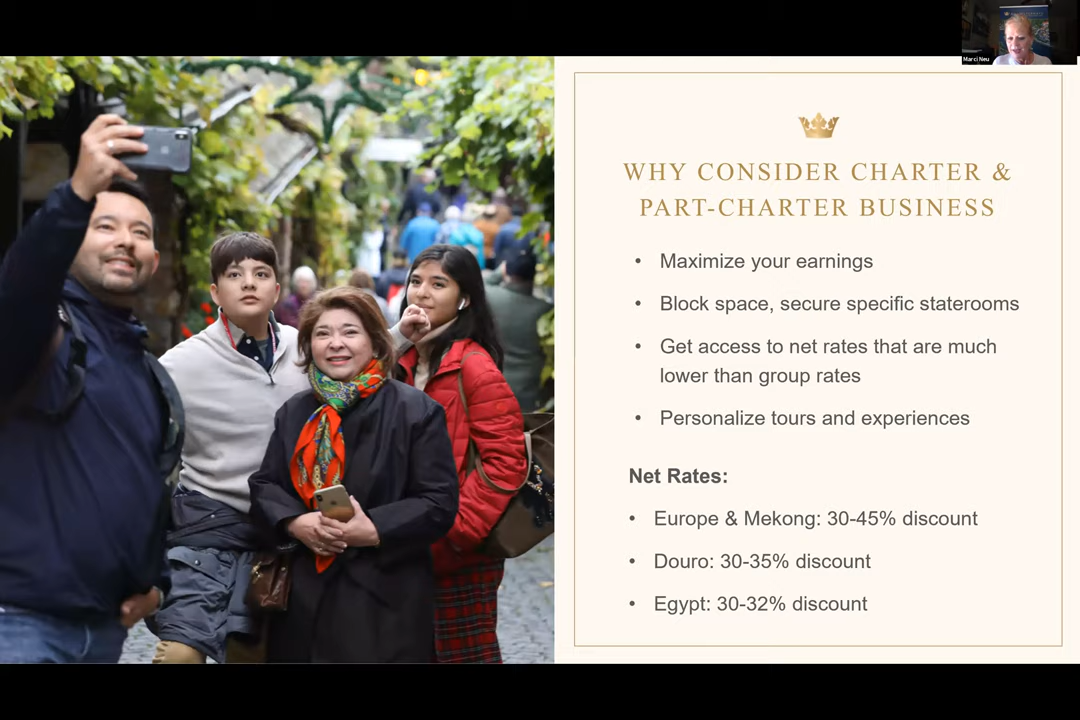 Marci Neu
WHY CONSIDER CHARTER &
PART-CHARTER BUSINESS
• Maximize your earnings
• Block space, secure specific staterooms
• Get access to net rates that are much
lower than group rates
• Personalize tours and experiences
Net Rates:
• Europe & Mekong: 30-45% discount
• Douro: 30-35% discount
• Egypt: 30-32% discount